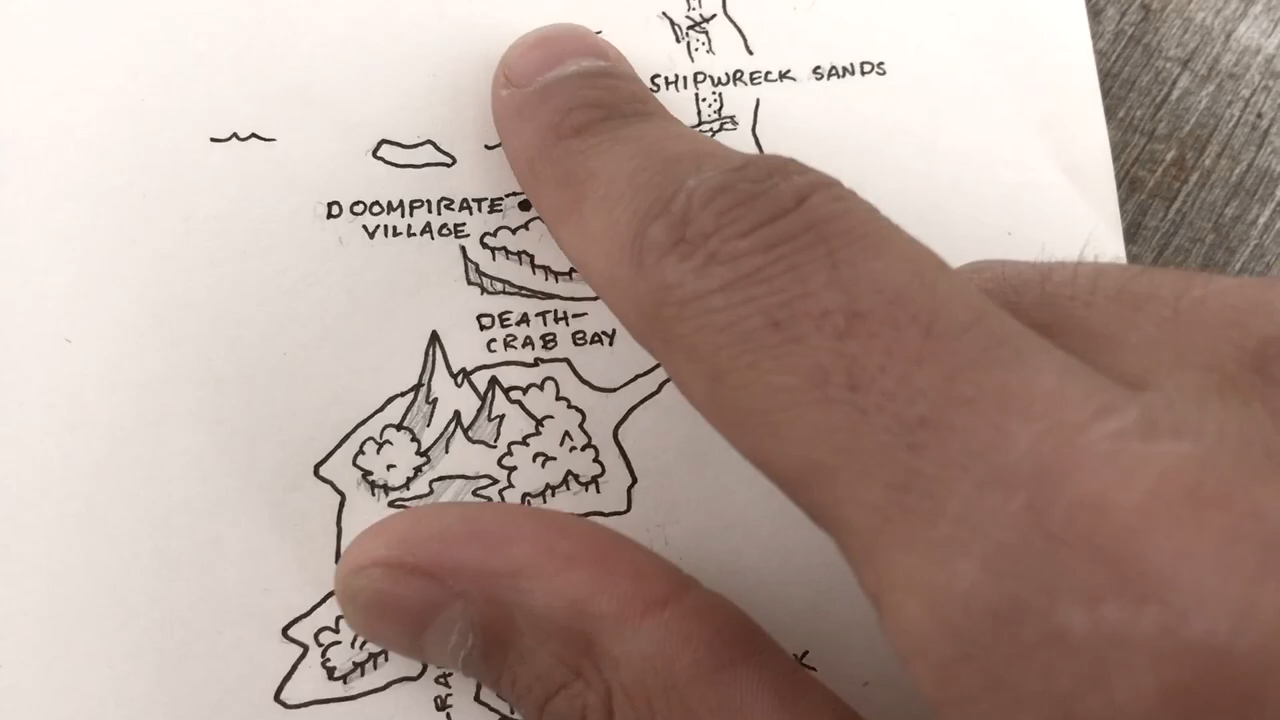 SHIPWRECK SANDS
DOOMPIRATE
VILLAGE
DEATH-
CRAB BAY